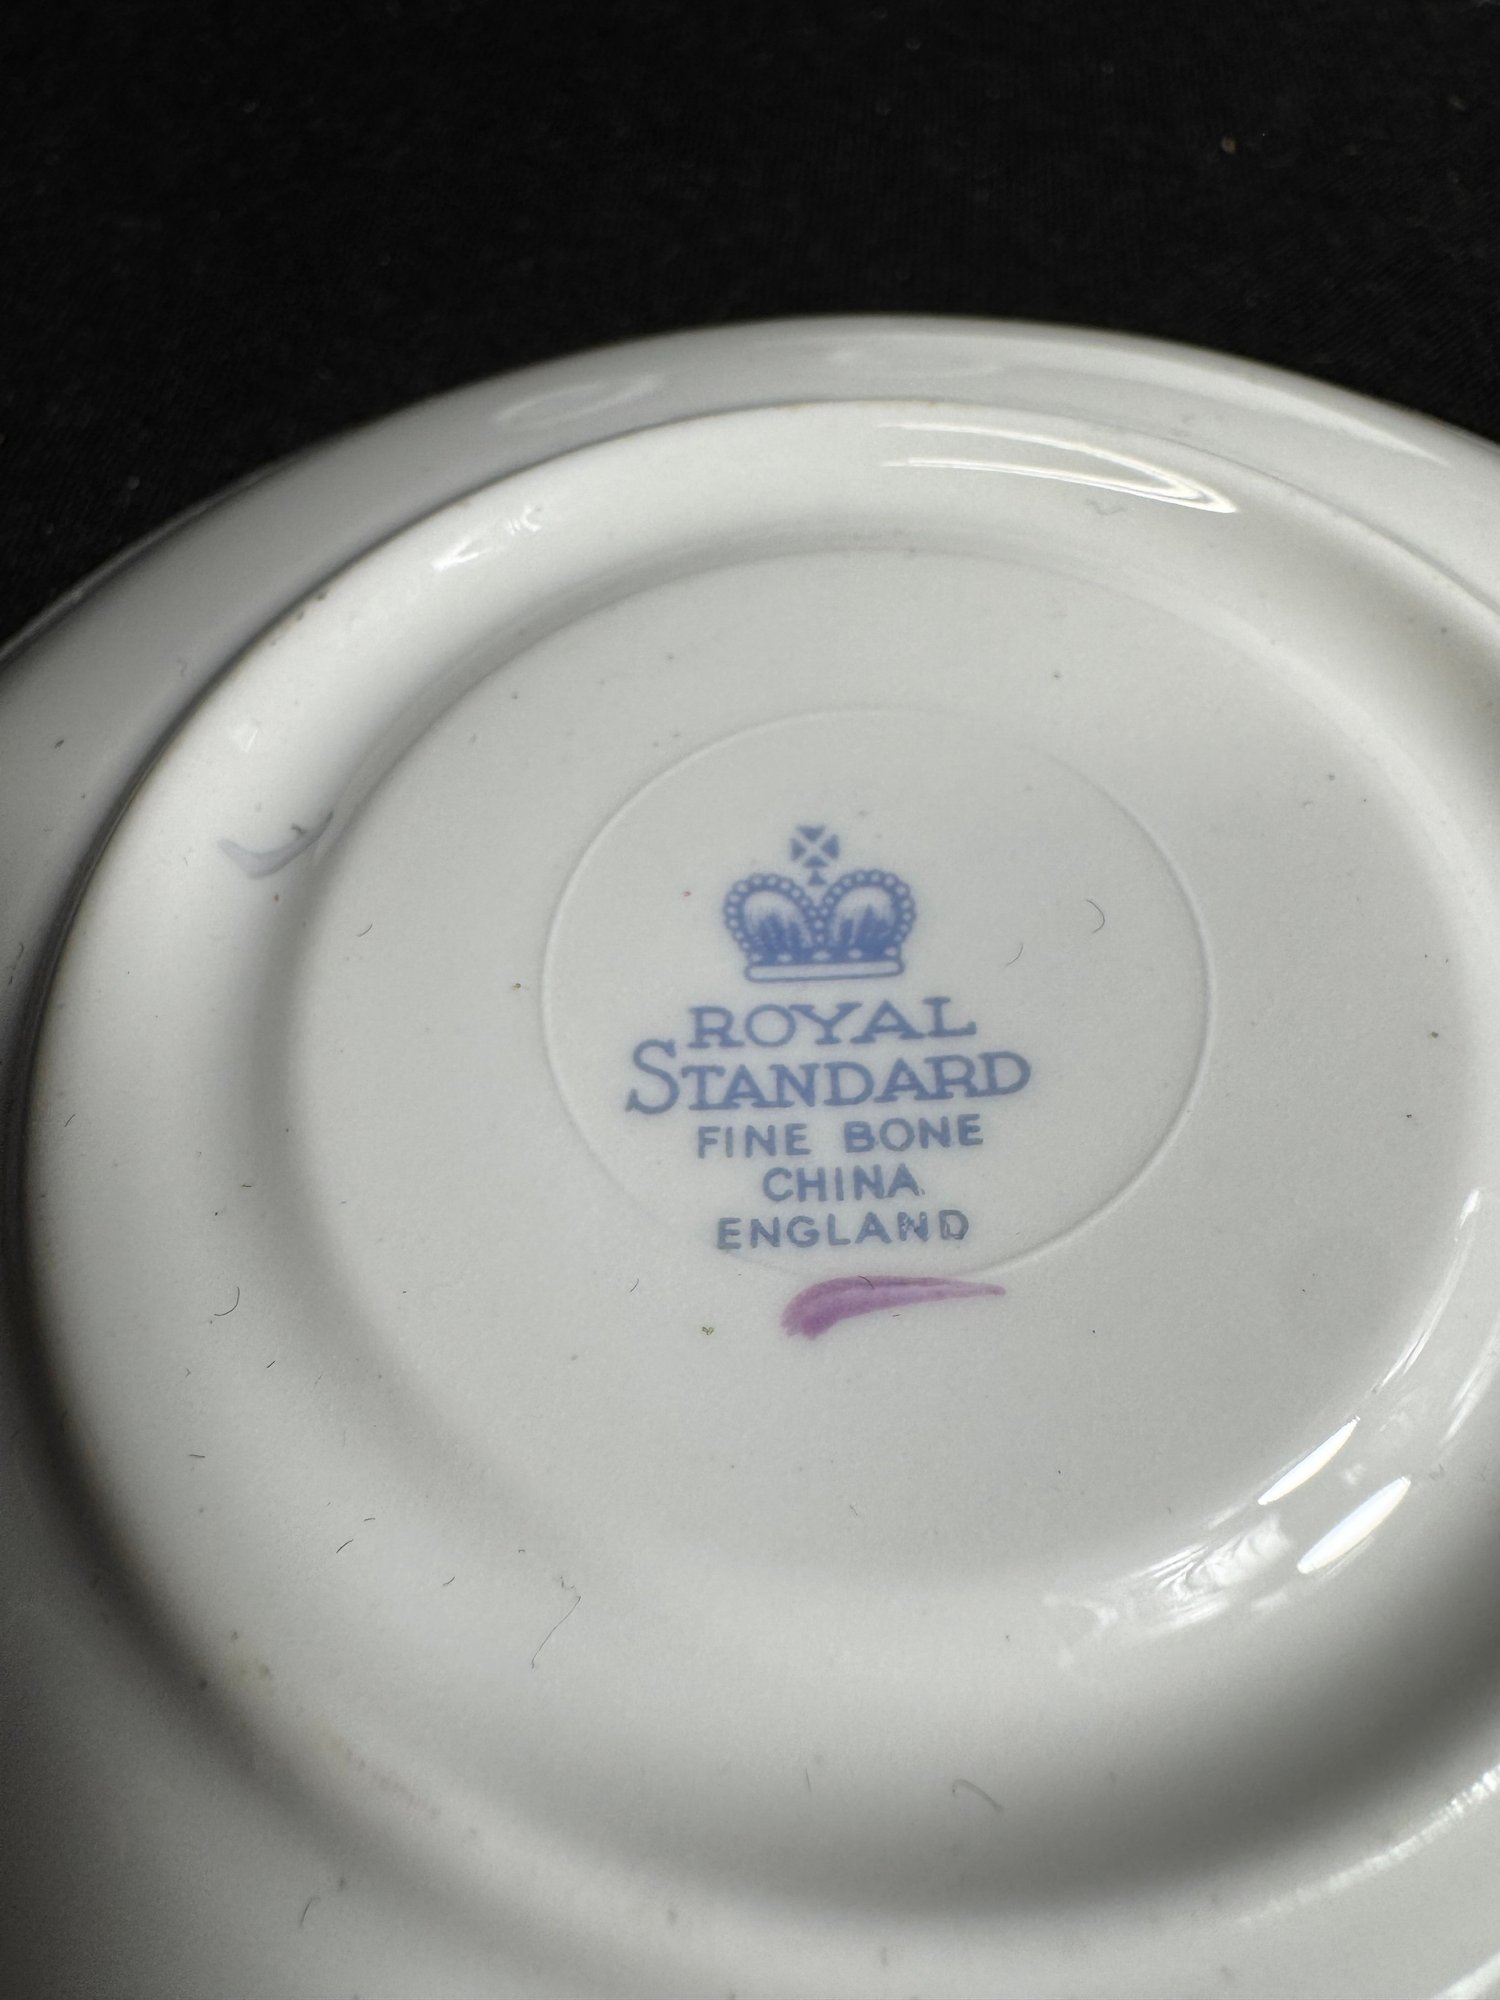 ROYAL
STANDARD
FINE BONE
CHINA
ENGLAND